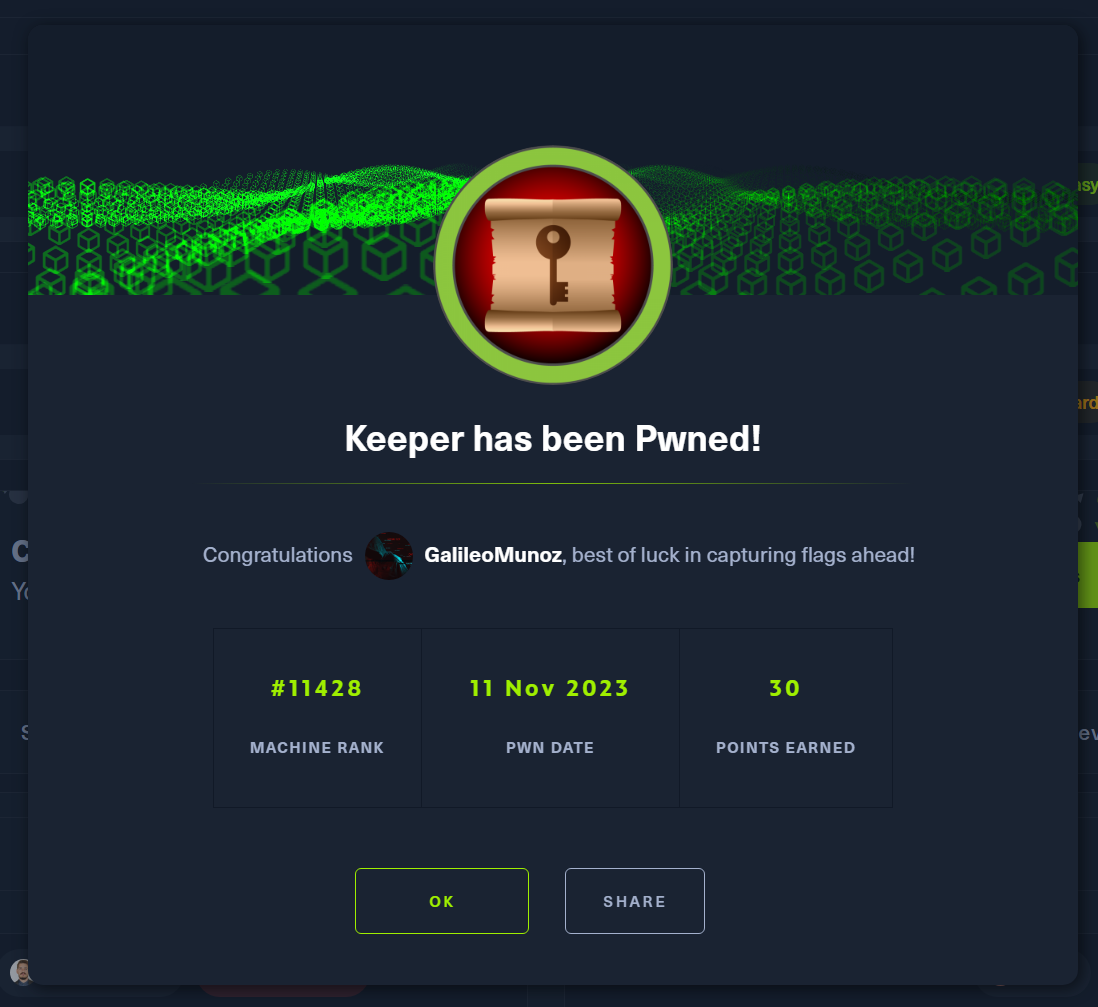 Keeper has been Pwned!
Congratulations GalileoMunoz, best of luck in capturing flags ahead!
#11428 11 Nov 2023 30
MACHINE RANK PWN DATE POINTS EARNED
OK SHARE